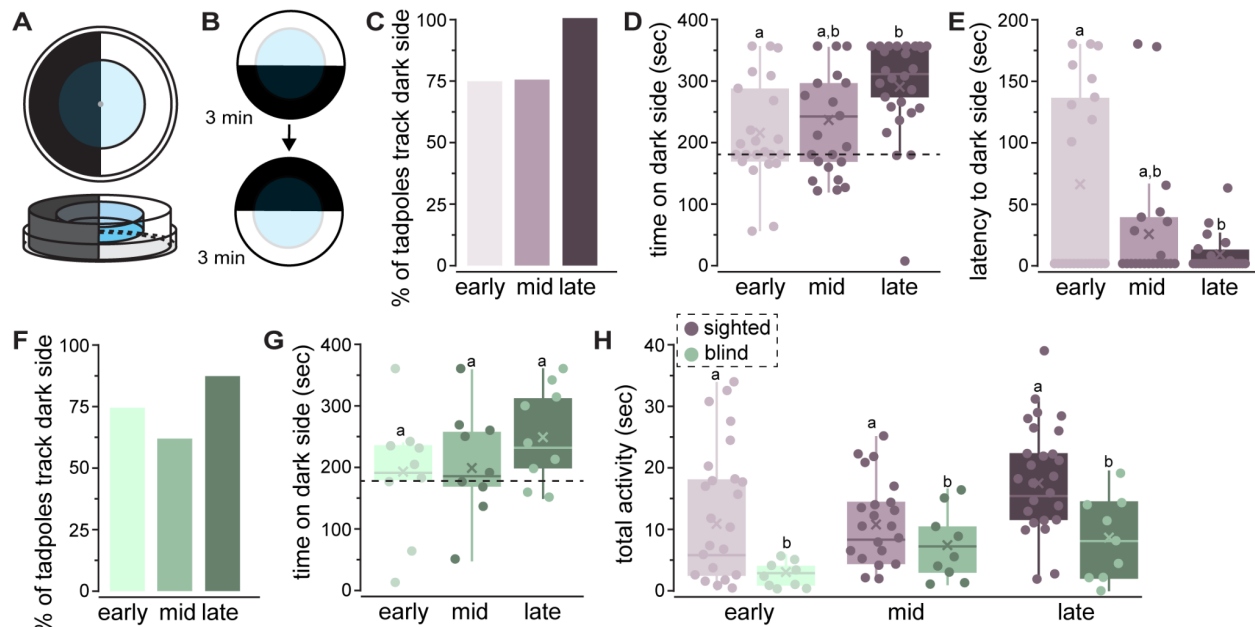 A
B
3 min
3 min
C
% of tadpoles track dark side
100
75
50
25
0
early mid late
D
time on dark side (sec)
400
300
200
100
0
a
a,b
b
early mid late
E
latency to dark side (sec)
200
150
100
50
0
a
a,b
b
early mid late
F
% of tadpoles track dark side
100
75
50
25
0
early mid late
G
time on dark side (sec)
400
300
200
100
0
a
a
a
early mid late
sighted
blind
H
total activity (sec)
40
30
20
10
0
a
b
a
b
a
b
early mid late